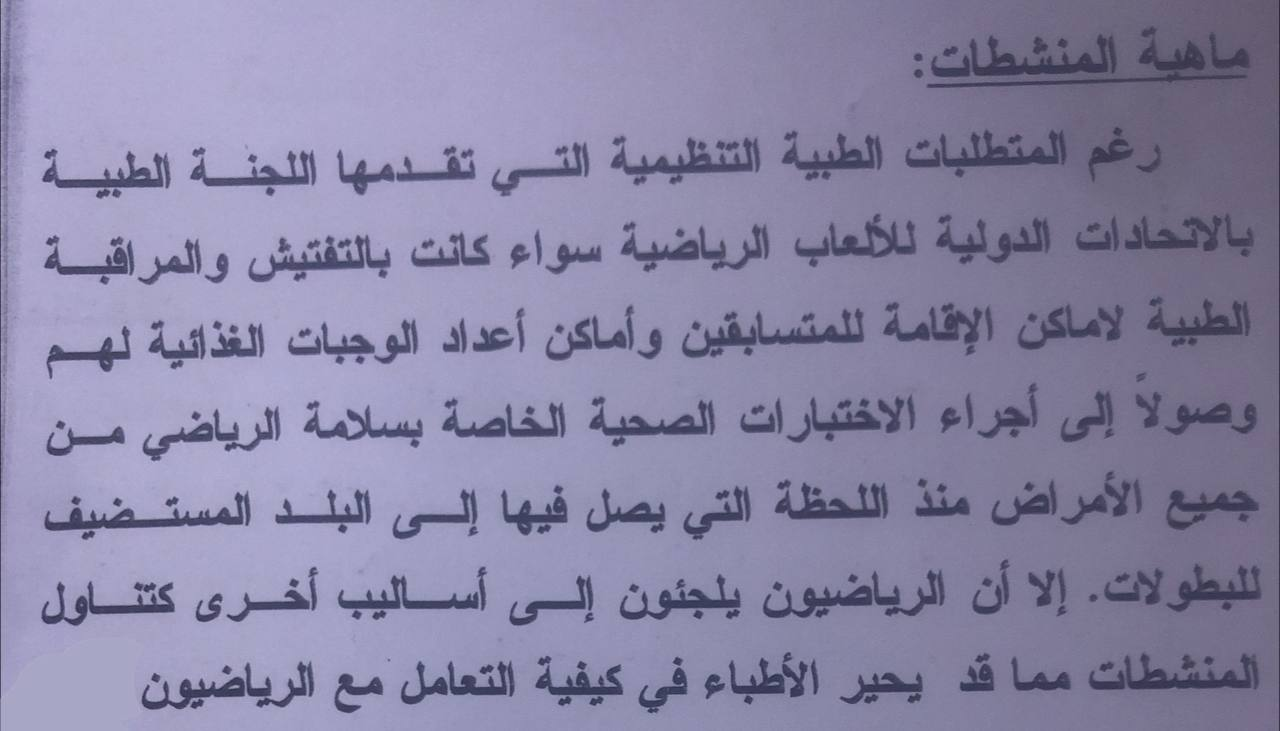 ماهية المنشطات:
رغم المتطلبات الطبية التنظيمية التي تقدمها اللجنة الطبية
بالاتحادات الدولية للألعاب الرياضية سواء كانت بالتفتيش والمراقبة
الطبية لاماكن الإقامة للمتسابقين وأماكن أعداد الوجبات الغذائية لهم
وصولاً إلى أجراء الاختبارات الصحية الخاصة بسلامة الرياضي من
جميع الأمراض منذ اللحظة التي يصل فيها إلى البلد المستضيف
للبطولات. إلا أن الرياضيون يلجئون إلى أساليب أخرى كتناول
المنشطات مما قد يحير الأطباء في كيفية التعامل مع الرياضيون